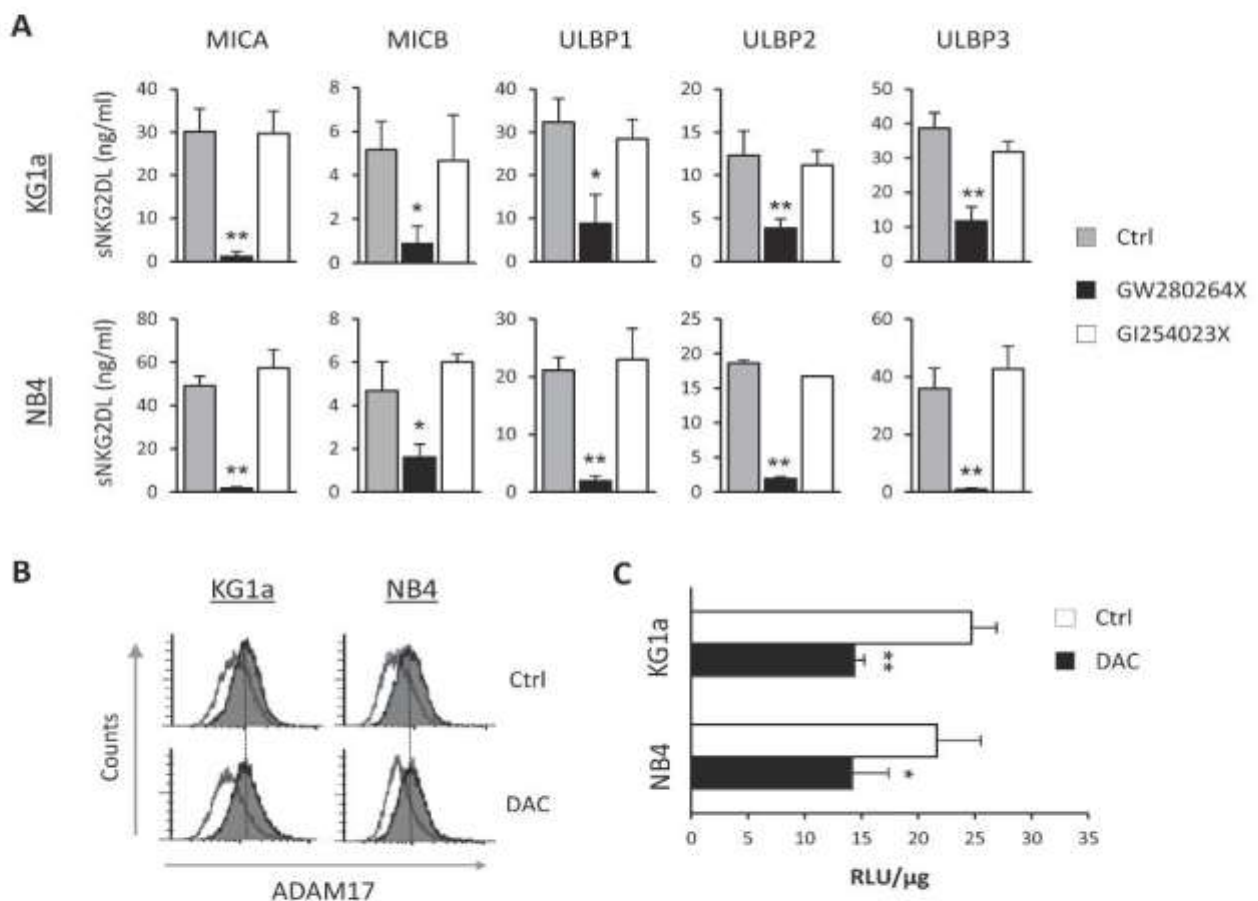 A
MICA MICB ULBP1 ULBP2 ULBP3
KG1a
sNKG2DL (ng/ml)
40 30 20 10 0
**
8 6 4 2 0
*
40 30 20 10 0
*
20 15 10 5 0
**
50 40 30 20 10 0
**
Ctrl
GW280264X
GI254023X
NB4
sNKG2DL (ng/ml)
80 60 40 20 0
**
8 6 4 2 0
*
30 20 10 0
**
25 20 15 10 5 0
**
60 40 20 0
**
B
KG1a NB4
Counts
Ctrl
DAC
ADAM17
C
Ctrl
DAC
KG1a
**
NB4
*
0 5 10 15 20 25 30 35
RLU/µg